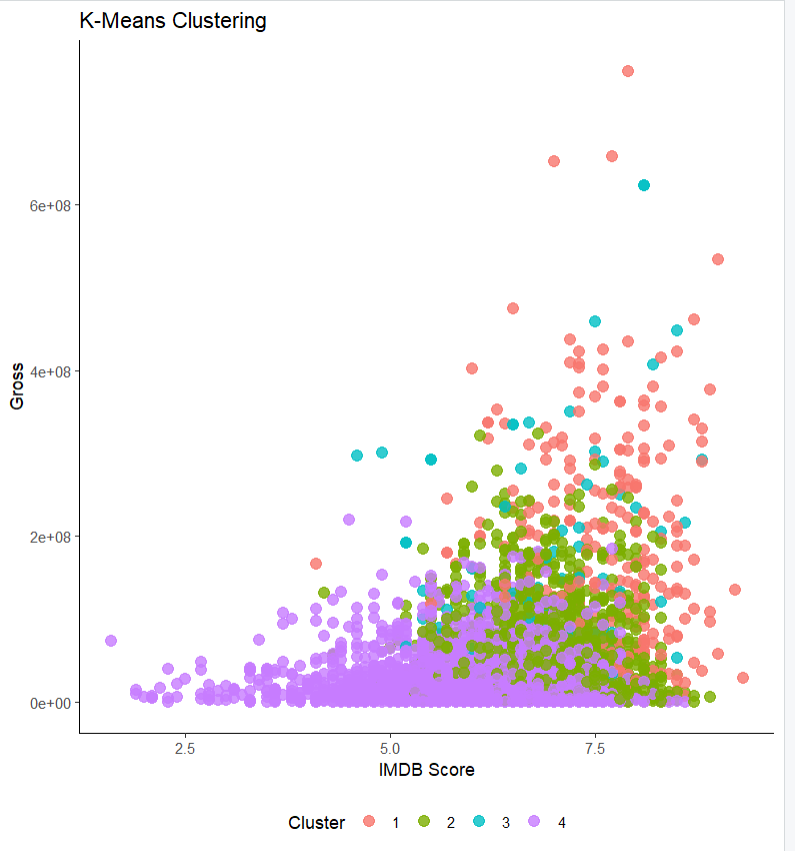 K-Means Clustering
Gross
6e+08
4e+08
2e+08
0e+00
2.5 5.0 7.5
IMDB Score
Cluster 1 2 3 4